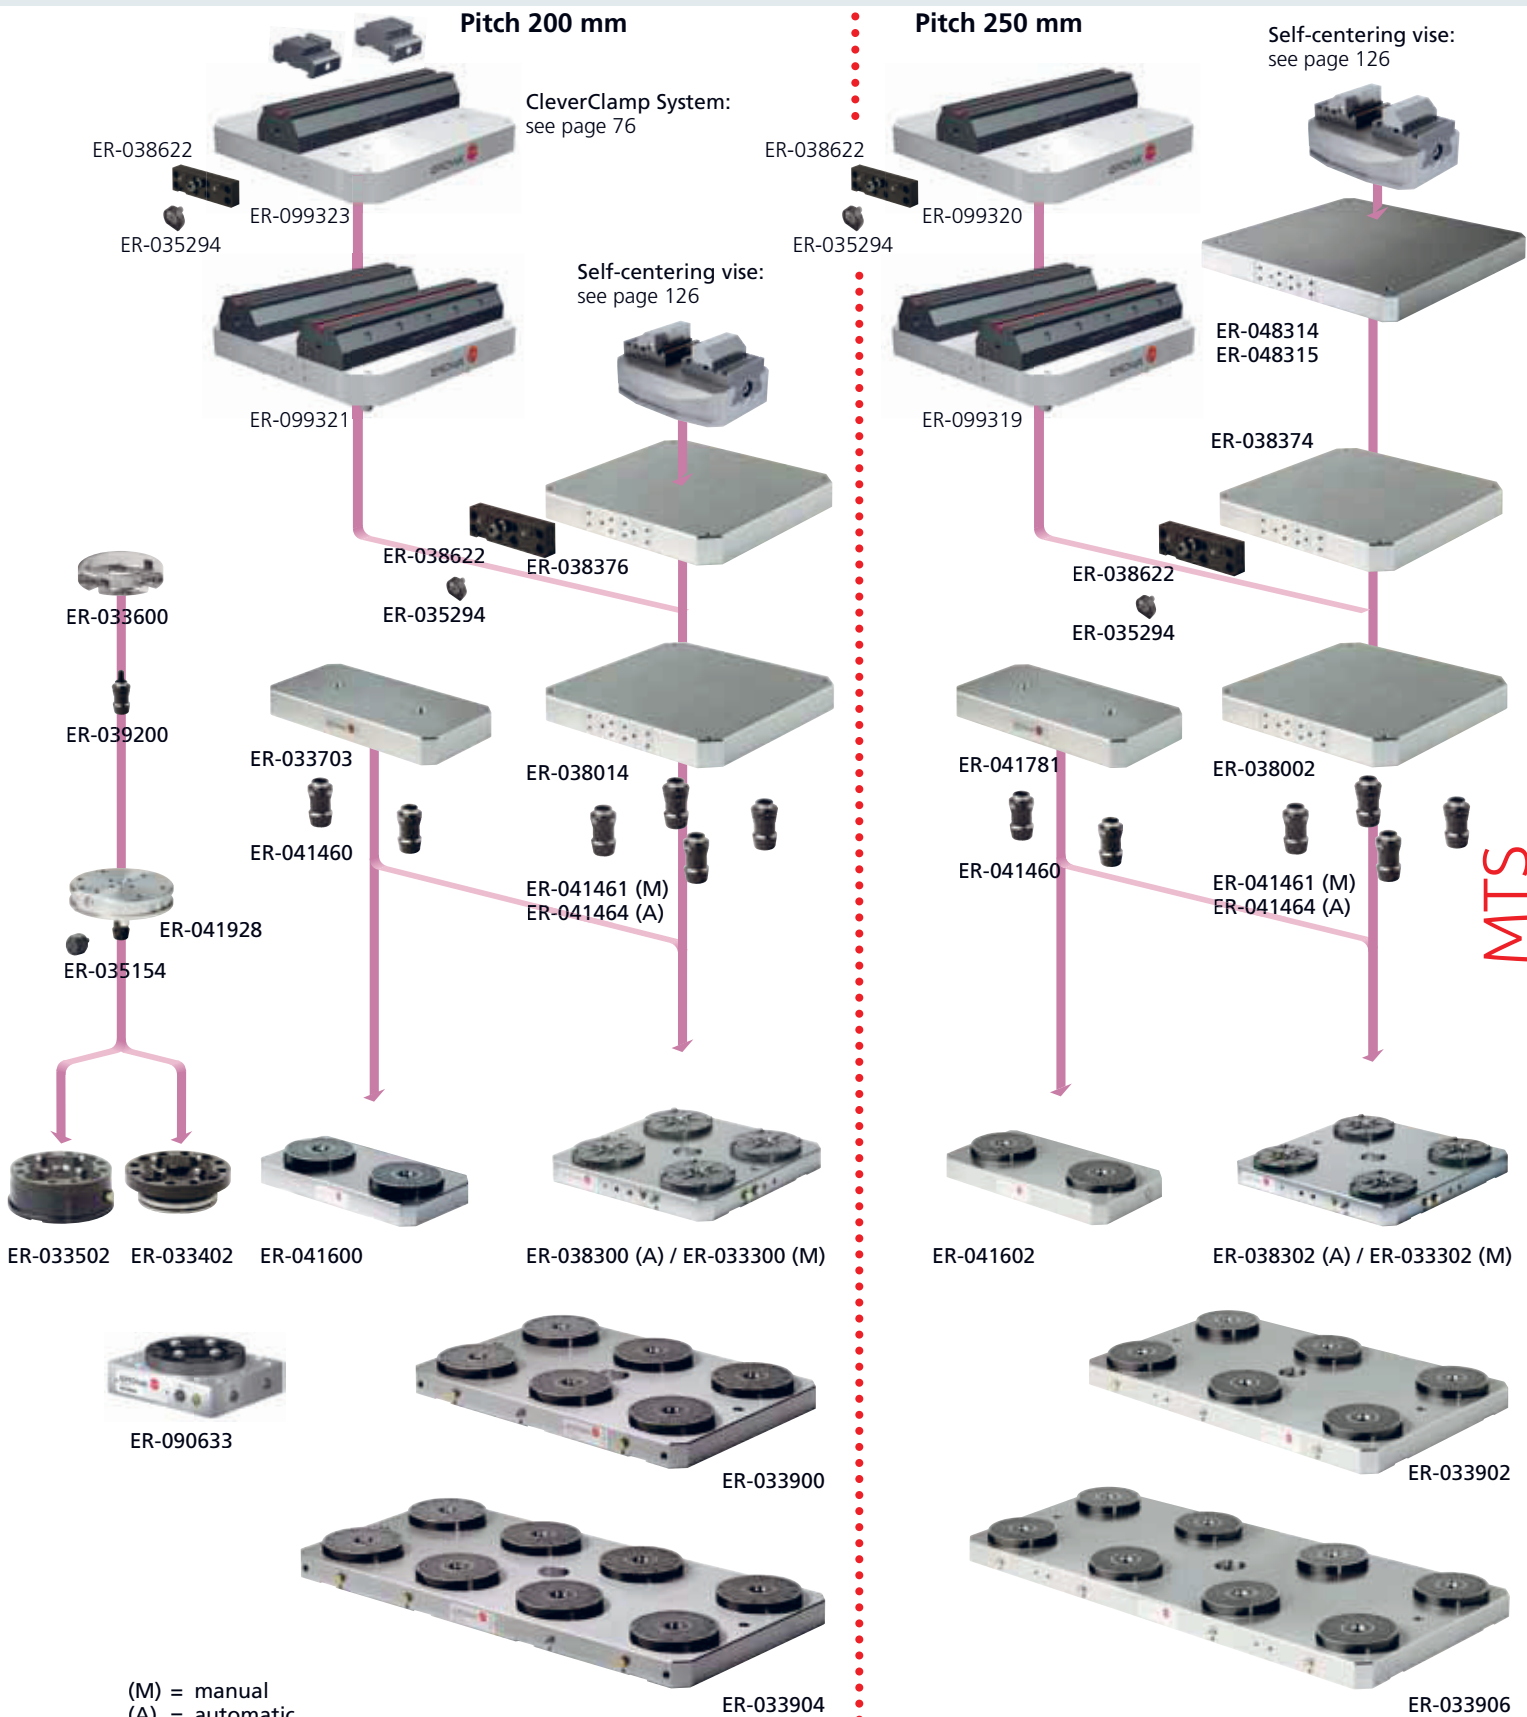 Pitch 200 mm
CleverClamp System:
see page 76
ER-038622
ER-099323
ER-035294
Self-centering vise:
see page 126
ER-099321
ER-038622
ER-038376
ER-035294
ER-033600
ER-039200
ER-033703
ER-038014
ER-041460
ER-041461 (M)
ER-041464 (A)
ER-041928
ER-035154
ER-033502
ER-033402
ER-041600
ER-038300 (A) / ER-033300 (M)
ER-090633
ER-033900
ER-033904
(M) = manual
(A) = automatic
Pitch 250 mm
Self-centering vise:
see page 126
ER-038622
ER-099320
ER-035294
ER-048314
ER-048315
ER-099319
ER-038374
ER-038622
ER-035294
ER-041781
ER-038002
ER-041460
ER-041461 (M)
ER-041464 (A)
MTS
ER-041602
ER-038302 (A) / ER-033302 (M)
ER-033902
ER-033906